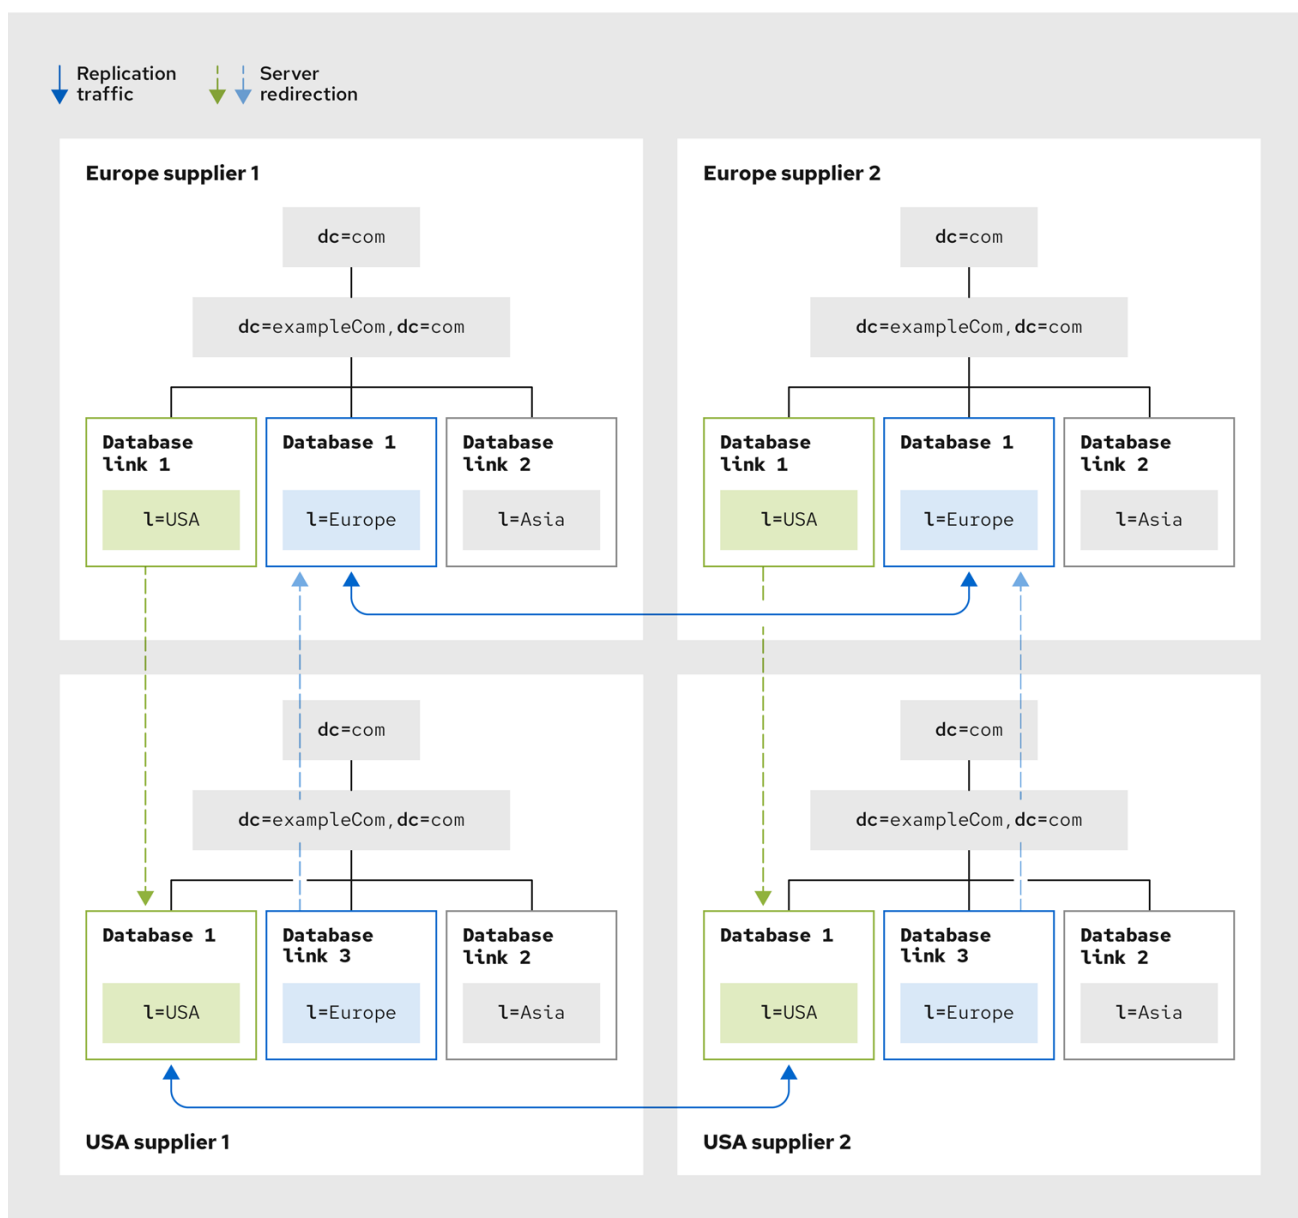 Replication
traffic
Server
redirection
Europe supplier 1
dc=com
dc=exampleCom,dc=com
Database
link 1
l=USA
Database 1
l=Europe
Database
link 2
l=Asia
Europe supplier 2
dc=com
dc=exampleCom,dc=com
Database
link 1
l=USA
Database 1
l=Europe
Database
link 2
l=Asia
dc=com
dc=exampleCom,dc=com
Database 1
l=USA
Database
link 3
l=Europe
Database
link 2
l=Asia
USA supplier 1
dc=com
dc=exampleCom,dc=com
Database 1
l=USA
Database
link 3
l=Europe
Database
link 2
l=Asia
USA supplier 2